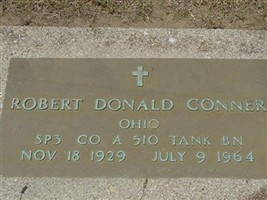 ROBERT DONALD CONNER
OHIO
SP3 CO A 510 TANK BN
NOV 18 1929 JULY 9 1964